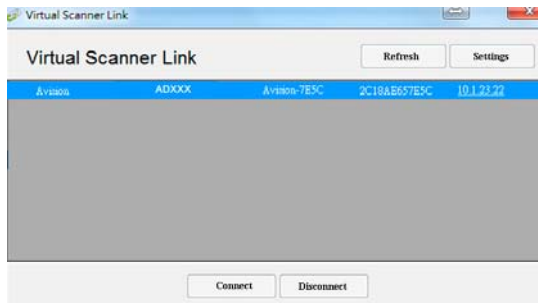 Virtual Scanner Link
Virtual Scanner Link Refresh Settings
Avision ADXXX Avision-7E5C 2C18AE657E5C 10.1.23.22
Connect Disconnect